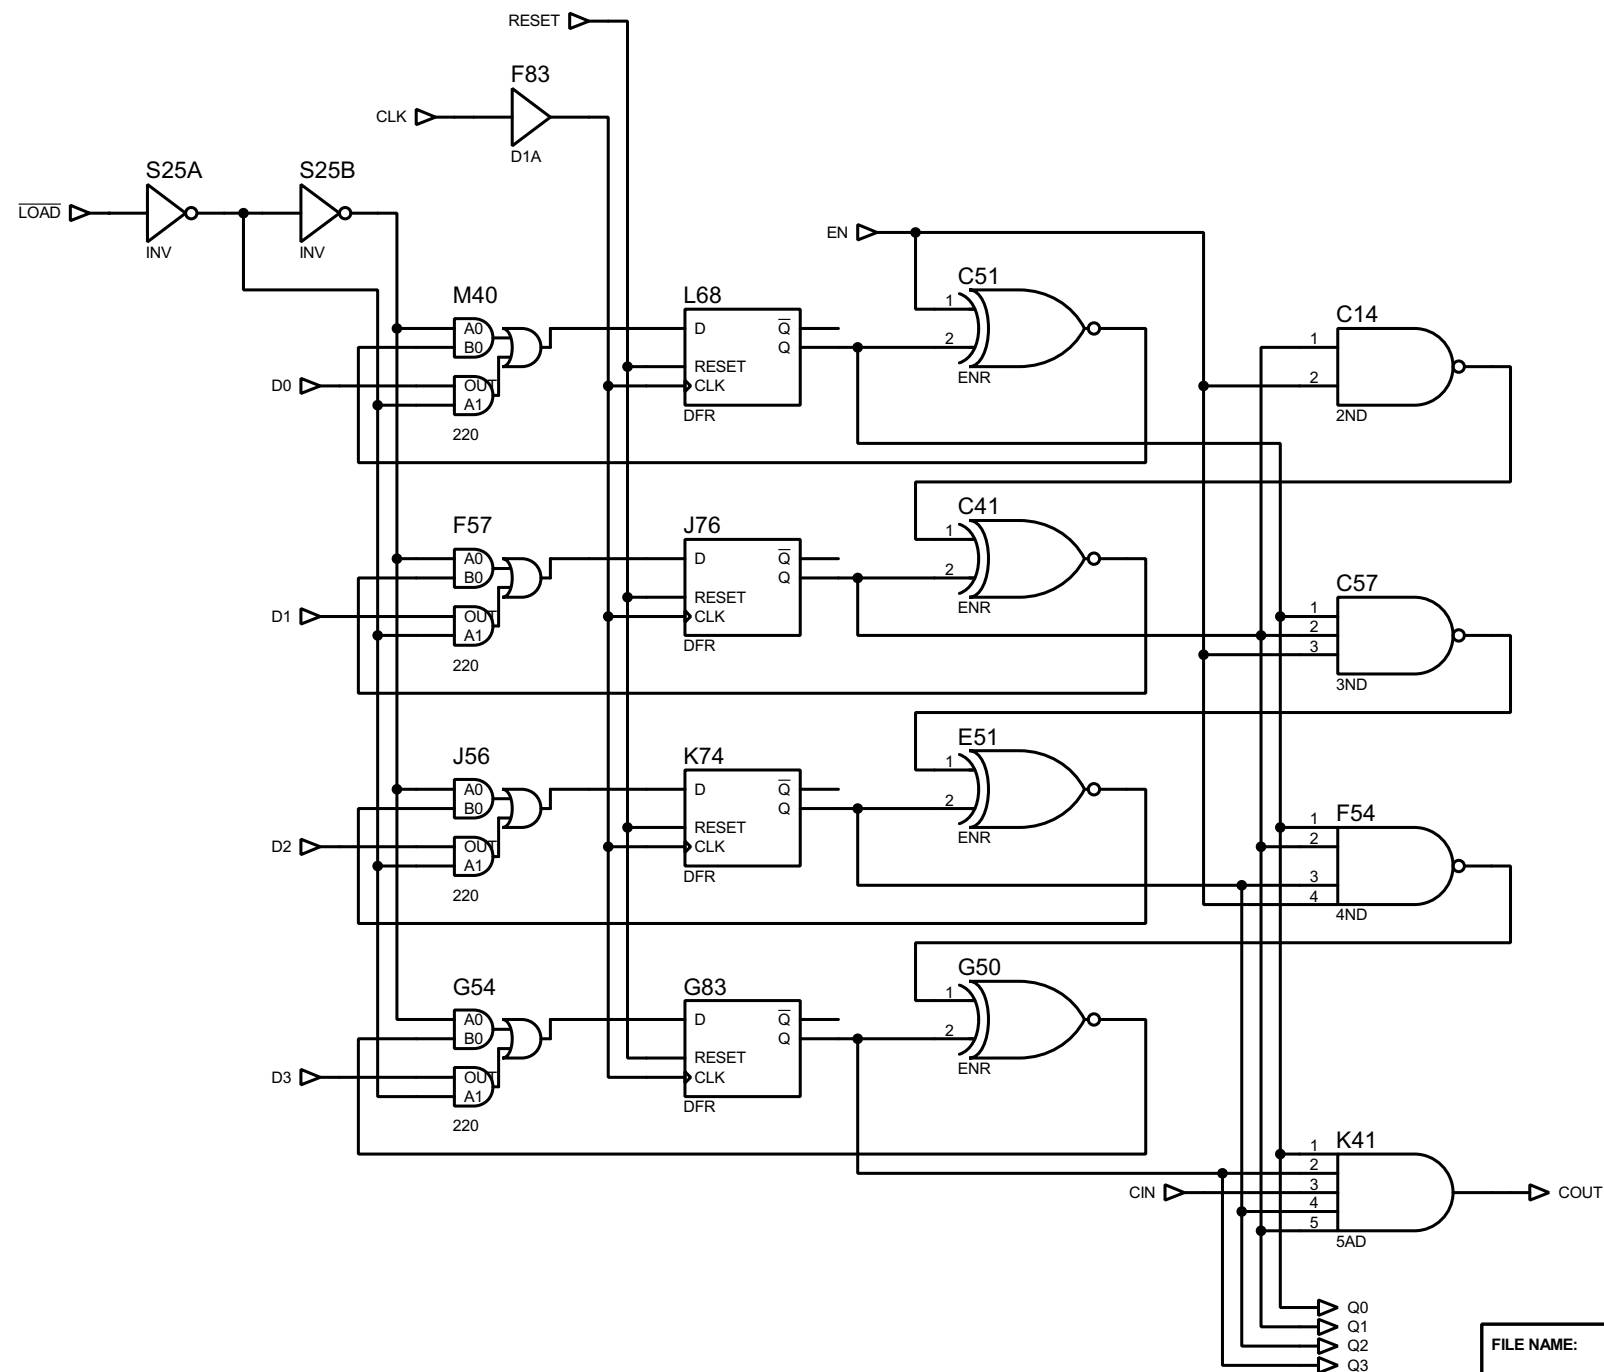 RESET
F83
CLK
D1A
S25A
S25B
LOAD
INV
INV
EN
C51
1
2
ENR
M40
A0
B0
OUT
A1
220
D0
L68
D
Q
Q
RESET
CLK
DFR
C14
1
2
2ND
F57
A0
B0
OUT
A1
220
D1
J76
D
Q
Q
RESET
CLK
DFR
C41
1
2
ENR
C57
1
2
3
3ND
J56
A0
B0
OUT
A1
220
D2
K74
D
Q
Q
RESET
CLK
DFR
E51
1
2
ENR
F54
1
2
3
4
4ND
G54
A0
B0
OUT
A1
220
D3
G83
D
Q
Q
RESET
CLK
DFR
G50
1
2
ENR
K41
1
2
3
4
5
5AD
CIN
COUT
Q0
Q1
Q2
Q3
FILE NAME: